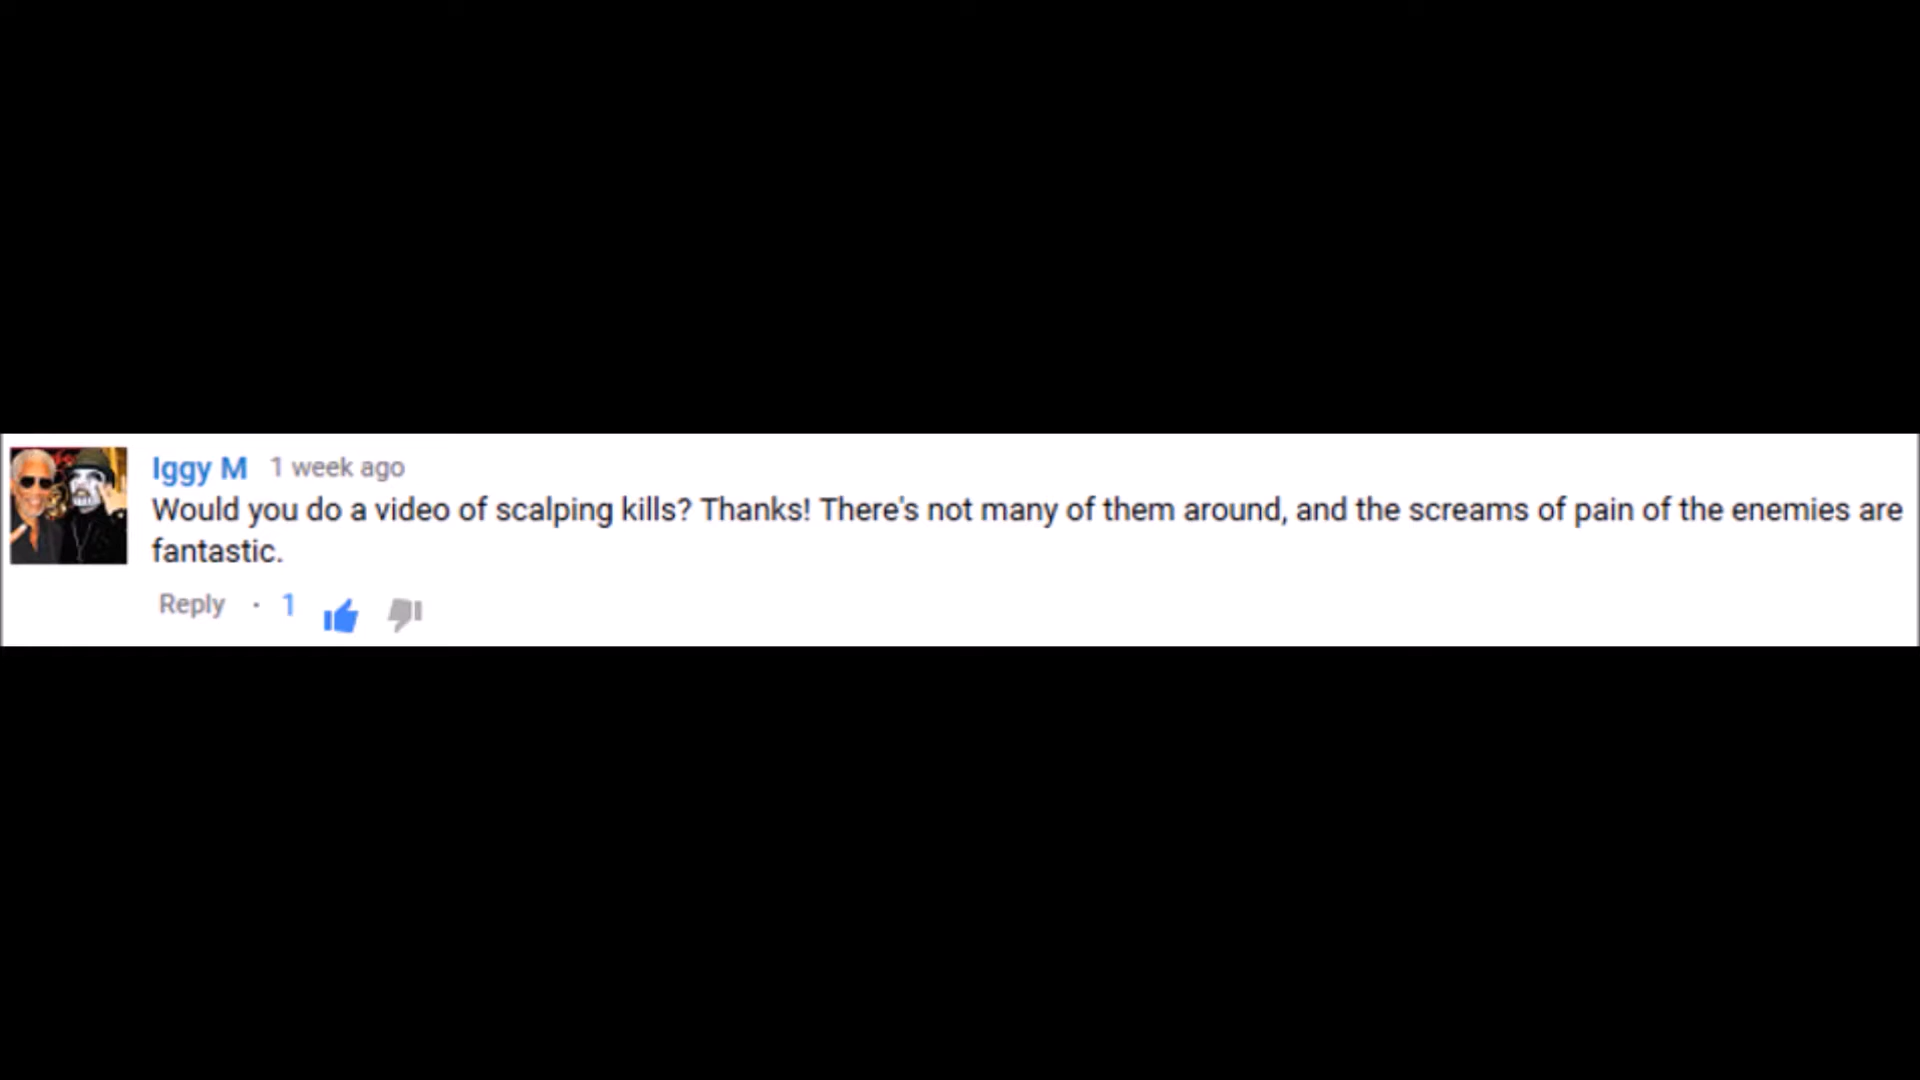 Iggy M 1 week ago
Would you do a video of scalping kills? Thanks! There's not many of them around, and the screams of pain of the enemies are
fantastic.
Reply · 1